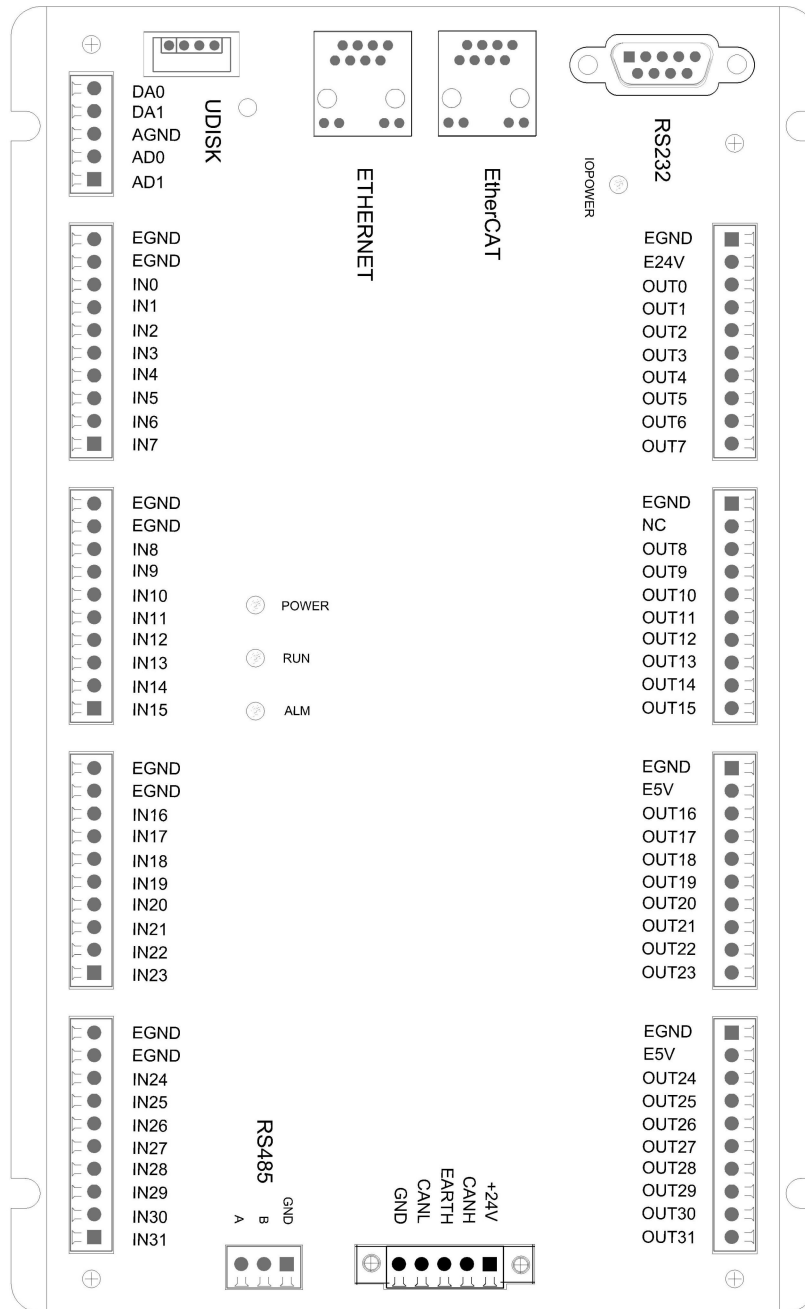 DA0
DA1
AGND
AD0
AD1
UDISK
ETHERNET
EtherCAT
RS232
IOPOWER
EGND
EGND
IN0
IN1
IN2
IN3
IN4
IN5
IN6
IN7
EGND
E24V
OUT0
OUT1
OUT2
OUT3
OUT4
OUT5
OUT6
OUT7
EGND
EGND
IN8
IN9
IN10
IN11
IN12
IN13
IN14
IN15
POWER
RUN
ALM
EGND
NC
OUT8
OUT9
OUT10
OUT11
OUT12
OUT13
OUT14
OUT15
EGND
EGND
IN16
IN17
IN18
IN19
IN20
IN21
IN22
IN23
EGND
E5V
OUT16
OUT17
OUT18
OUT19
OUT20
OUT21
OUT22
OUT23
EGND
EGND
IN24
IN25
IN26
IN27
IN28
IN29
IN30
IN31
RS485
A
B
GND
GND
CANL
EARTH
CANH
+24V
EGND
E5V
OUT24
OUT25
OUT26
OUT27
OUT28
OUT29
OUT30
OUT31